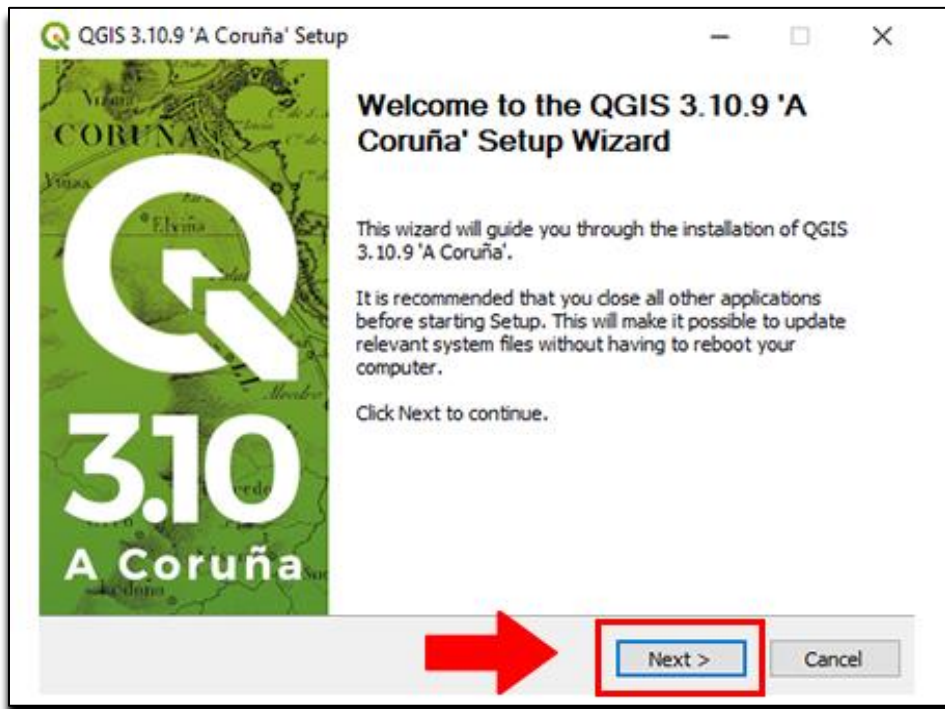 QGIS 3.10.9 'A Coruña' Setup
CORUNA
Elviña
3.10
A Coruña
Welcome to the QGIS 3.10.9 'A
Coruña' Setup Wizard
This wizard will guide you through the installation of QGIS
3.10.9 'A Coruña'.
It is recommended that you close all other applications
before starting Setup. This will make it possible to update
relevant system files without having to reboot your
computer.
Click Next to continue.
Next >
Cancel